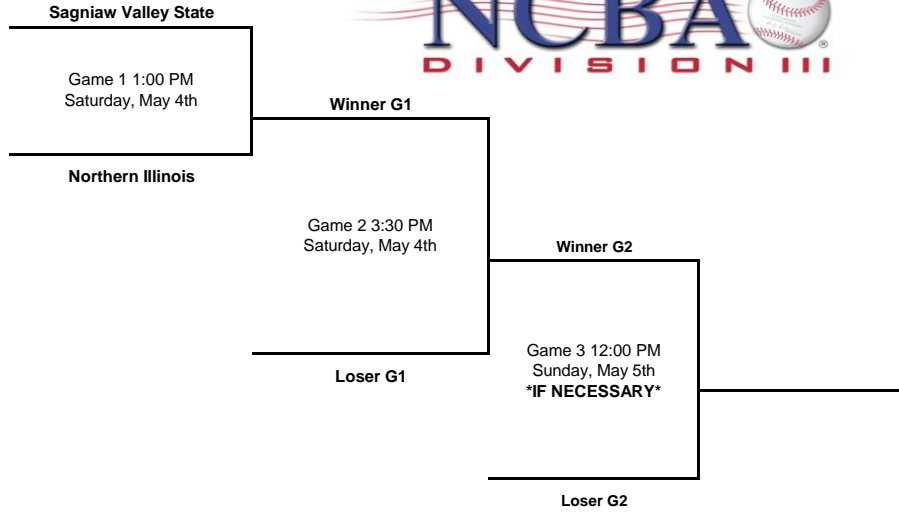 Sagniaw Valley State
NCBA
®
DIVISION III
Game 1 1:00 PM
Saturday, May 4th
Winner G1
Northern Illinois
Game 2 3:30 PM
Saturday, May 4th
Winner G2
Game 3 12:00 PM
Sunday, May 5th
*IF NECESSARY*
Loser G1
Loser G2